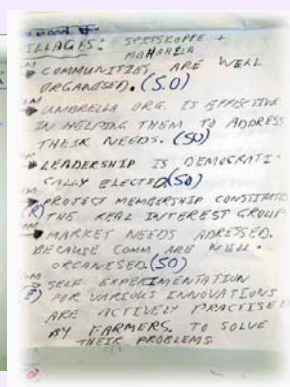 ILLAGES: SPITSKOPPE +
MOHAHELA
COMMUNITIES ARE WELL
ORGANISED. (S.O)
UMBRELLA ORG. IS EFFECTIVE
IN HELPING THEM TO ADDRESS
THEIR NEEDS. (SO)
LEADERSHIP IS DEMOCRATI-
CALLY ELECTED (SO)
PROJECT MEMBERSHIP CONSTITUTE
THE REAL INTEREST GROUP
MARKET NEEDS ADRESSED.
BECAUSE COMM ARE WELL-
ORGANISED (SO)
SELF EXPERIMENTATION
FOR VARIOUS INNOVATIONS
ARE ACTIVELY PRACTISED
BY FARMERS. TO SOLVE
THEIR PROBLEMS